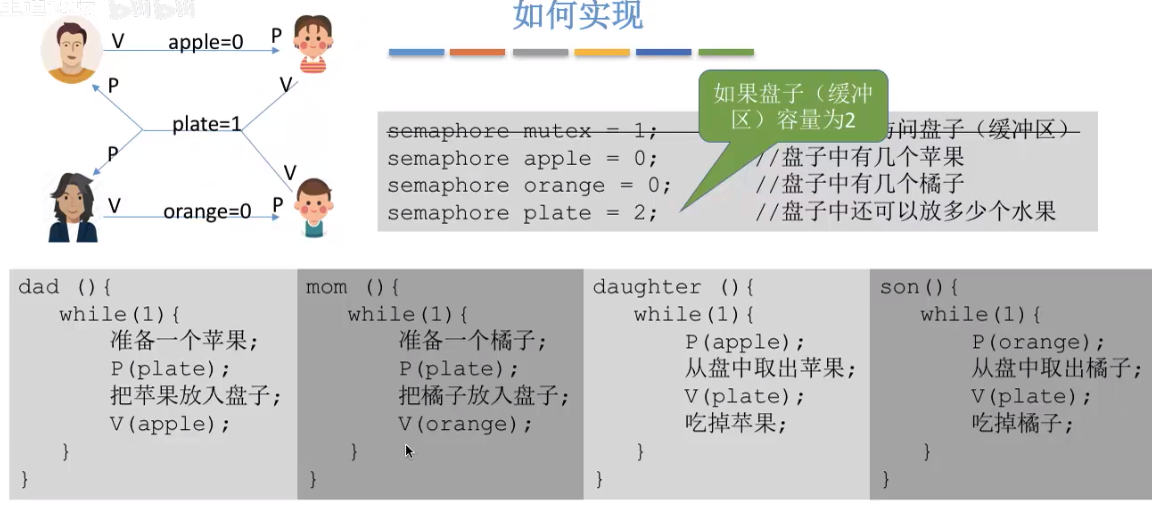 如何实现
V apple=0 P
P V
plate=1
P V
V orange=0 P
如果盘子（缓冲
区）容量为2
semaphore mutex = 1; 问盘子（缓冲区）
semaphore apple = 0; //盘子中有几个苹果
semaphore orange = 0; //盘子中有几个橘子
semaphore plate = 2; //盘子中还可以放多少个水果
dad (){
while(1){
准备一个苹果;
P(plate);
把苹果放入盘子;
V(apple);
}
}
mom (){
while(1){
准备一个橘子;
P(plate);
把橘子放入盘子;
V(orange);
}
}
daughter (){
while(1){
P(apple);
从盘中取出苹果;
V(plate);
吃掉苹果;
}
}
son(){
while(1){
P(orange);
从盘中取出橘子;
V(plate);
吃掉橘子;
}
}